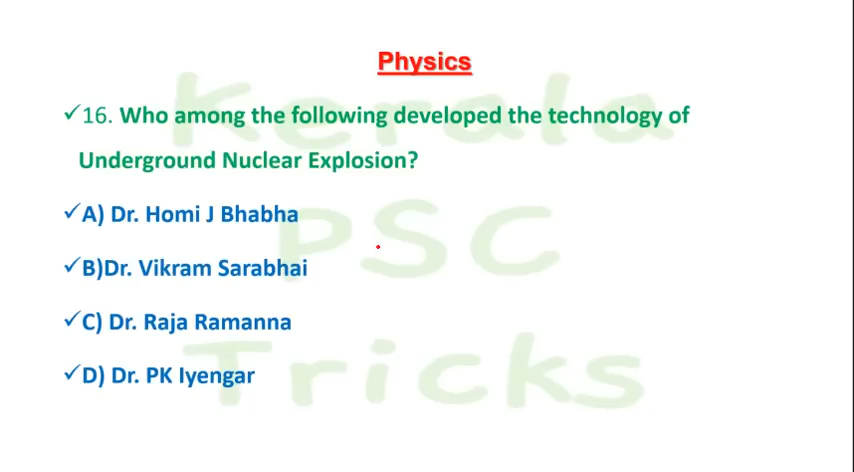 Physics
✓16. Who among the following developed the technology of
Underground Nuclear Explosion?
✓A) Dr. Homi J Bhabha
✓B)Dr. Vikram Sarabhai
✓C) Dr. Raja Ramanna
✓D) Dr. PK Iyengar
Kerala
PSC
Tricks